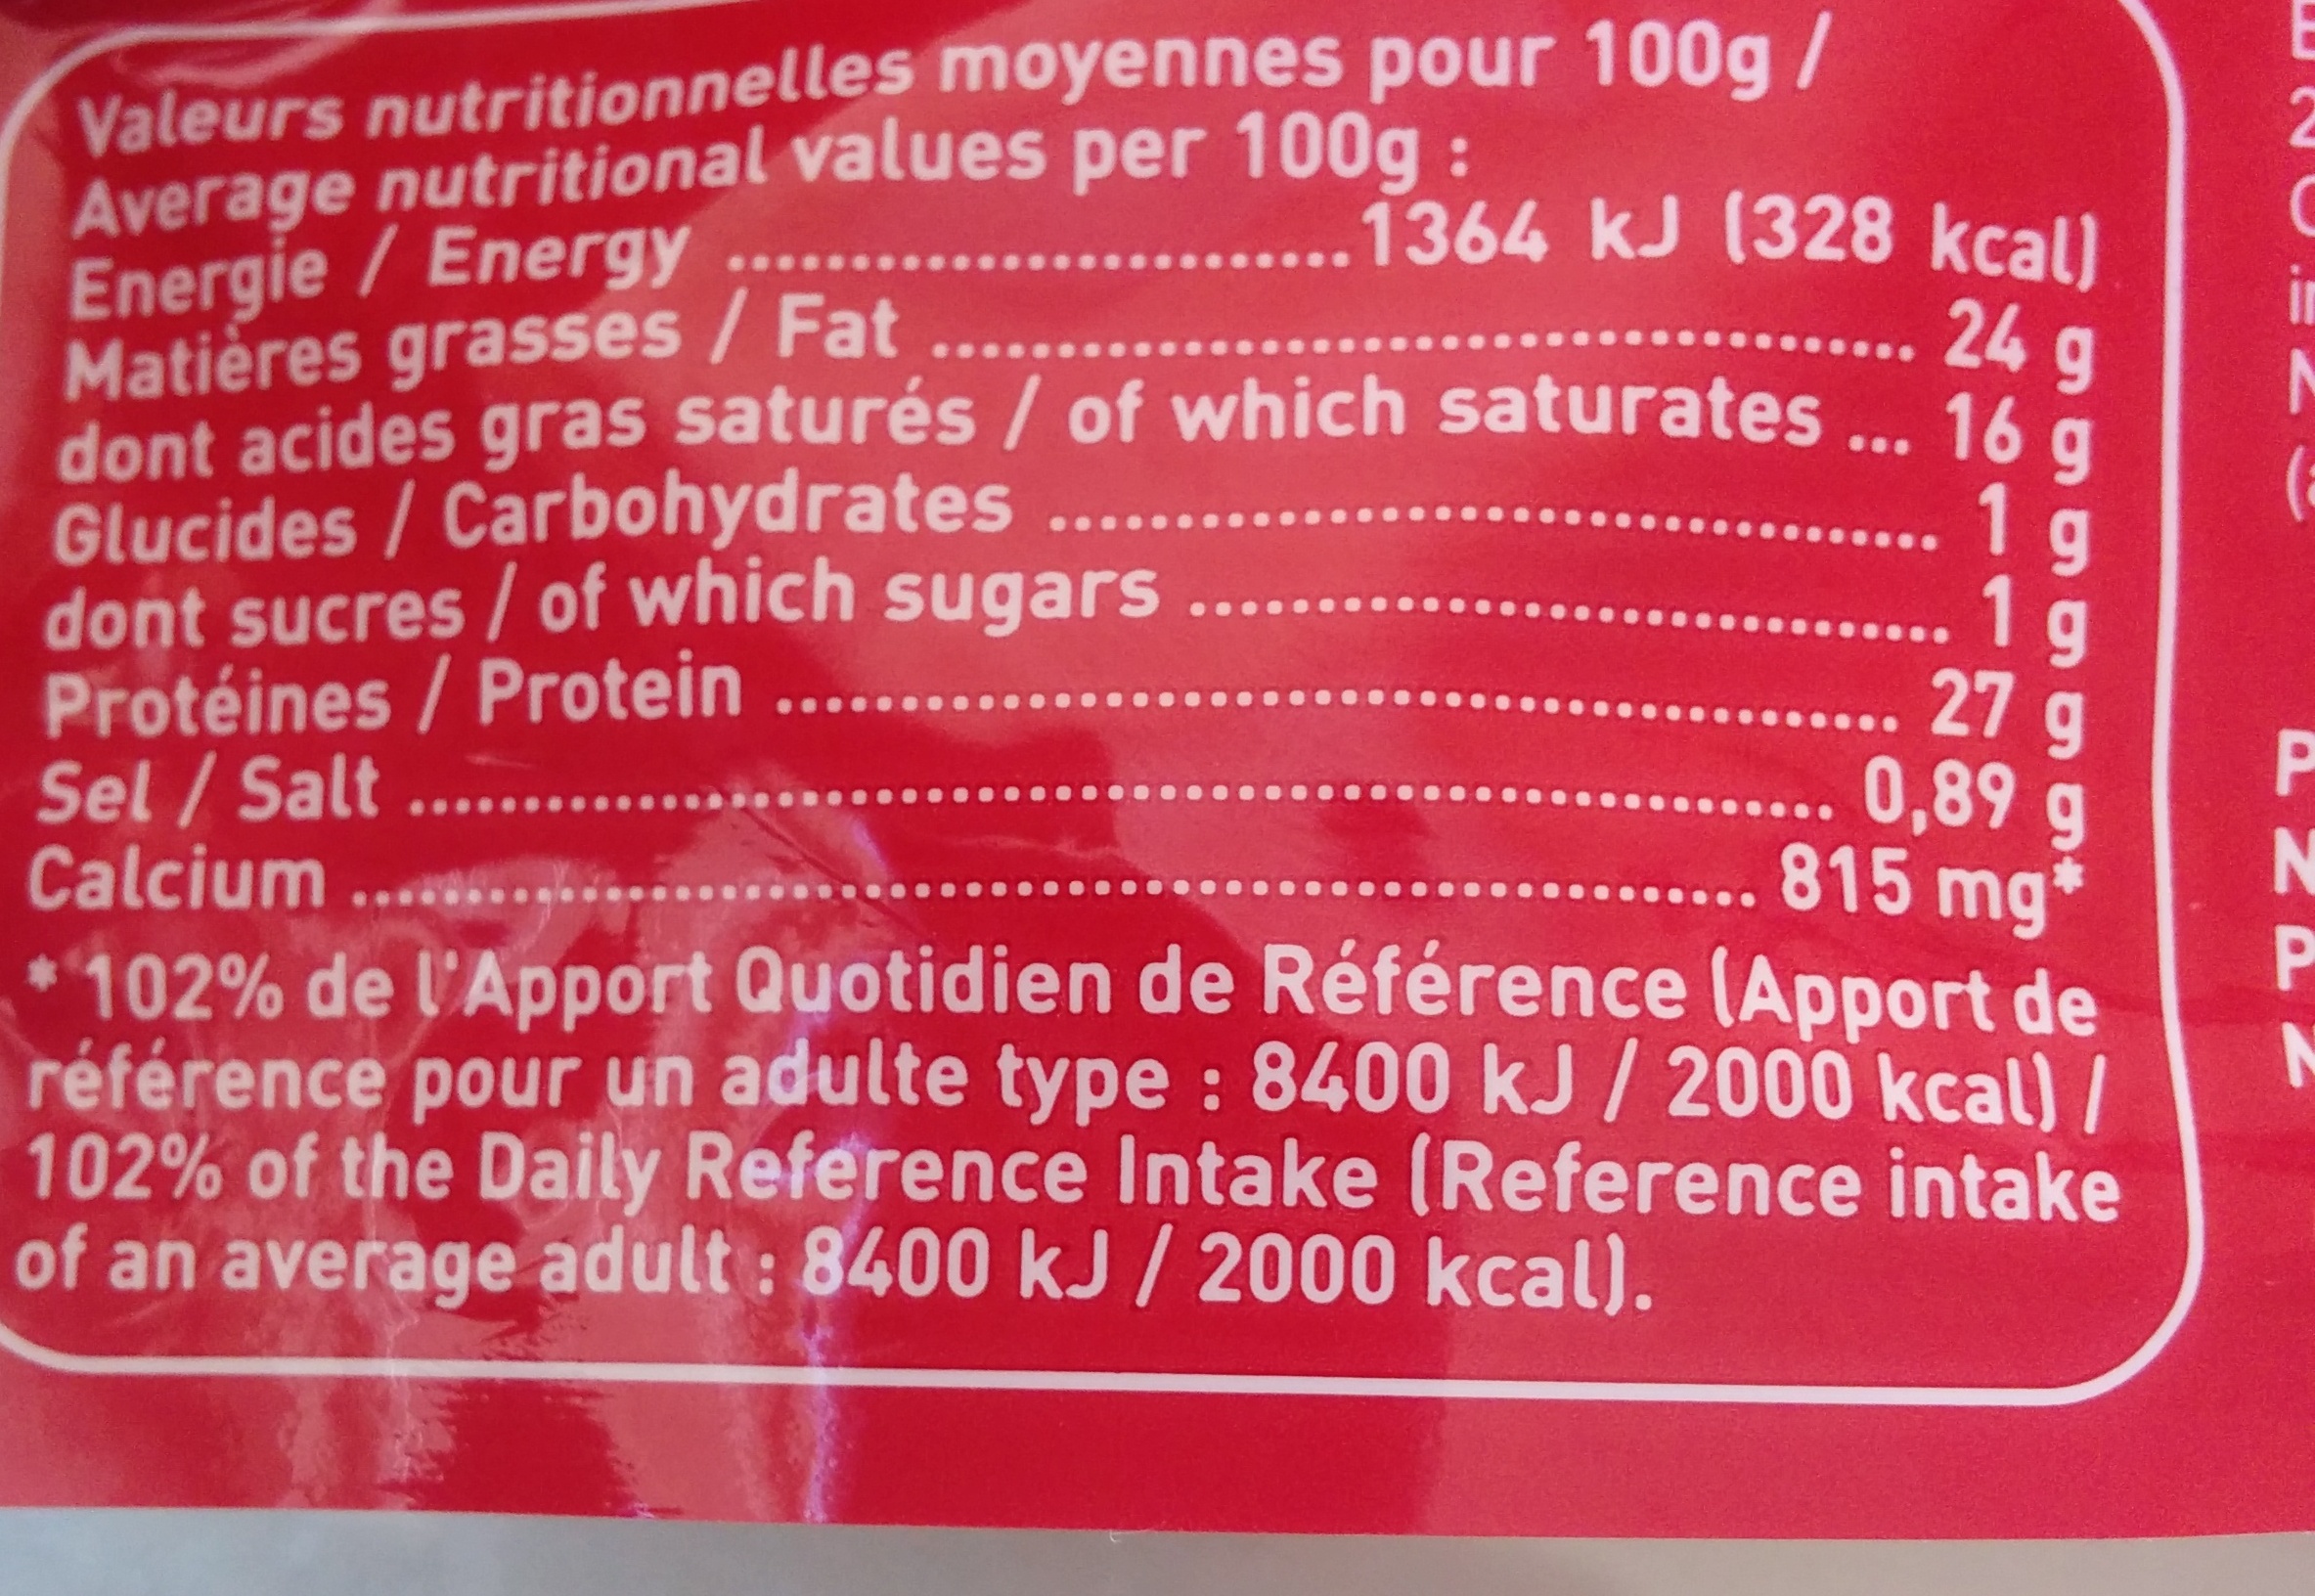 Valeurs nutritionnelles moyennes pour 100g /
Average nutritional values per 100g :
Energie / Energy ..............................1364 kJ (328 kcal)
Matières grasses / Fat ............................................. 24 g
dont acides gras saturés / of which saturates ... 16 g
Glucides / Carbohydrates ......................................... 1 g
dont sucres / of which sugars ................................... 1 g
Protéines / Protein .................................................... 27 g
Sel / Salt ................................................................ 0,89 g
Calcium ............................................................... 815 mg*
* 102% de l'Apport Quotidien de Référence (Apport de
référence pour un adulte type : 8400 kJ / 2000 kcal) /
102% of the Daily Reference Intake (Reference intake
of an average adult : 8400 kJ / 2000 kcal).